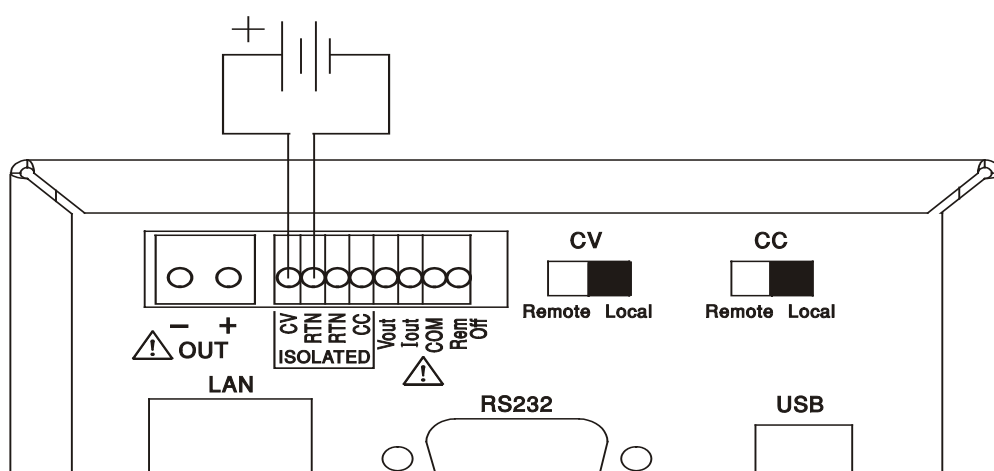 +
CV
CC
Remote Local
Remote Local
− +
OUT
CV
RTN
RTN
CC
Vout
Iout
COM
Rem
Off
ISOLATED
LAN
RS232
USB